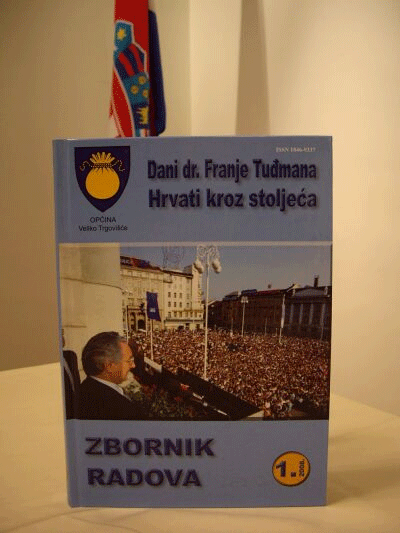 ISSN 1846-9337
Dani dr. Franje Tuđmana
Hrvati kroz stoljeća
OPĆINA
Veliko Trgovišće
ZBORNIK
RADOVA
1.
2008.